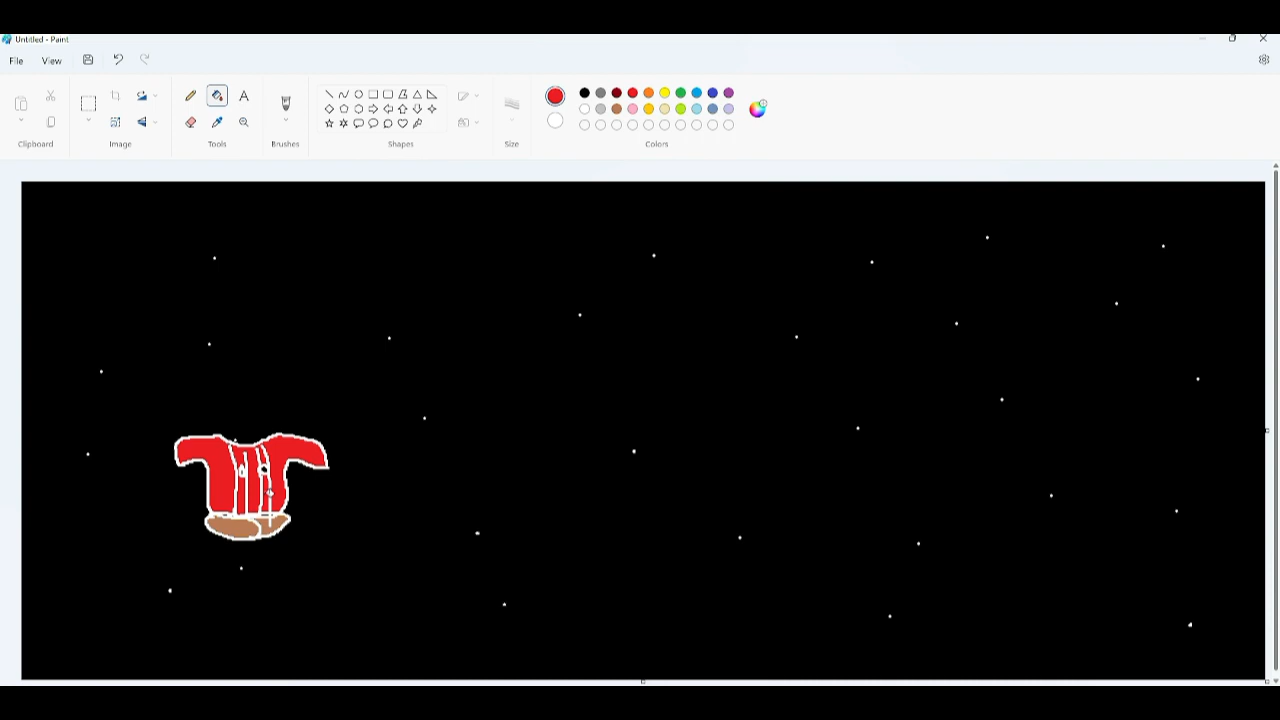 Untitled - Paint
File View
Clipboard Image Tools Brushes Shapes Size Colors